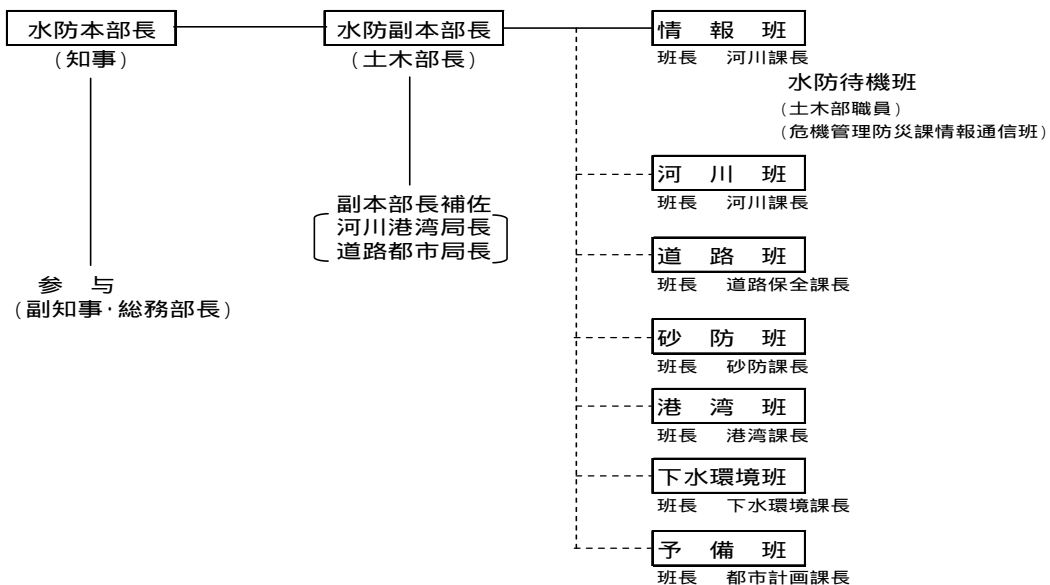 水防本部長
(知事)
参 与
(副知事・総務部長)
水防副本部長
(土木部長)
副本部長補佐
河川港湾局長
道路都市局長
情 報 班
班長 河川課長
水防待機班
(土木部職員)
(危機管理防災課情報通信班)
河 川 班
班長 河川課長
道 路 班
班長 道路保全課長
砂 防 班
班長 砂防課長
港 湾 班
班長 港湾課長
下水環境班
班長 下水環境課長
予 備 班
班長 都市計画課長